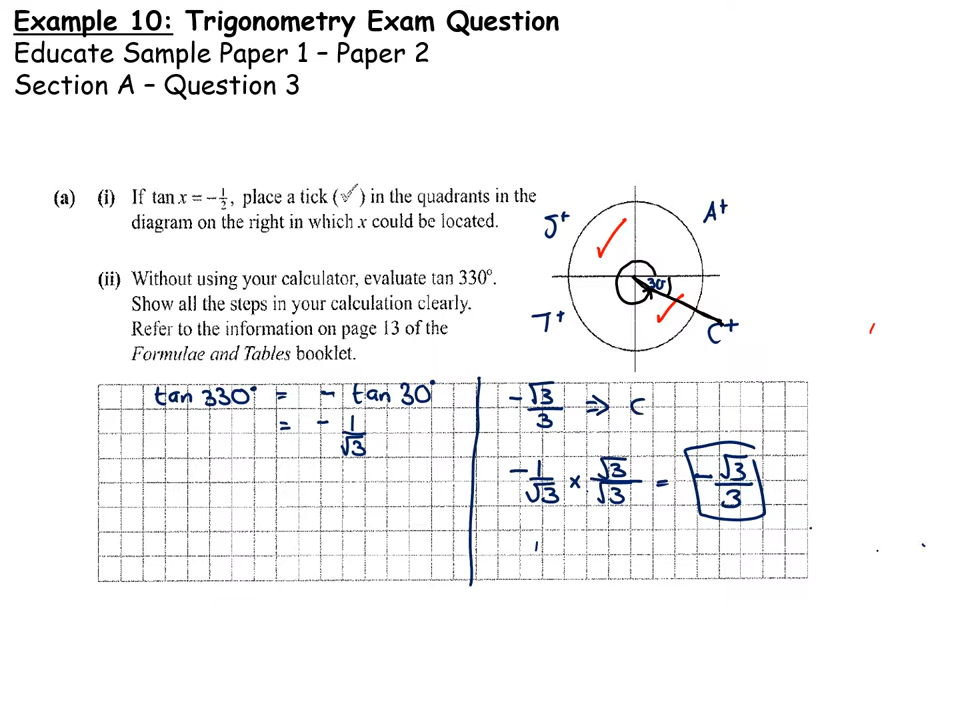 Example 10: Trigonometry Exam Question
Educate Sample Paper 1 – Paper 2
Section A – Question 3
(a) (i) If tan x = −1/2, place a tick (✓) in the quadrants in the
diagram on the right in which x could be located.
(ii) Without using your calculator, evaluate tan 330°.
Show all the steps in your calculation clearly.
Refer to the information on page 13 of the
Formulae and Tables booklet.
S+
A+
30°
T+
C+
tan 330° = − tan 30°
= − 1/√3
−√3/3 ⇒ C
−1/√3 × √3/√3 = −√3/3